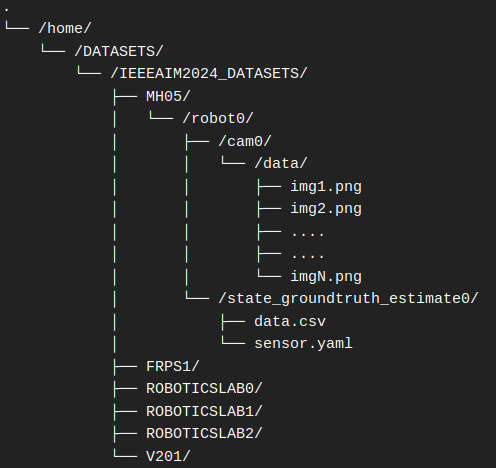 .
└── /home/
    └── /DATASETS/
        └── /IEEEAIM2024_DATASETS/
            ├── MH05/
            │   └── /robot0/
            │       ├── /cam0/
            │       │   └── /data/
            │       │       ├── img1.png
            │       │       ├── img2.png
            │       │       ├── ....
            │       │       ├── ....
            │       │       └── imgN.png
            │       └── /state_groundtruth_estimate0/
            │           ├── data.csv
            │           └── sensor.yaml
            ├── FRPS1/
            ├── ROBOTICSLAB0/
            ├── ROBOTICSLAB1/
            ├── ROBOTICSLAB2/
            └── V201/